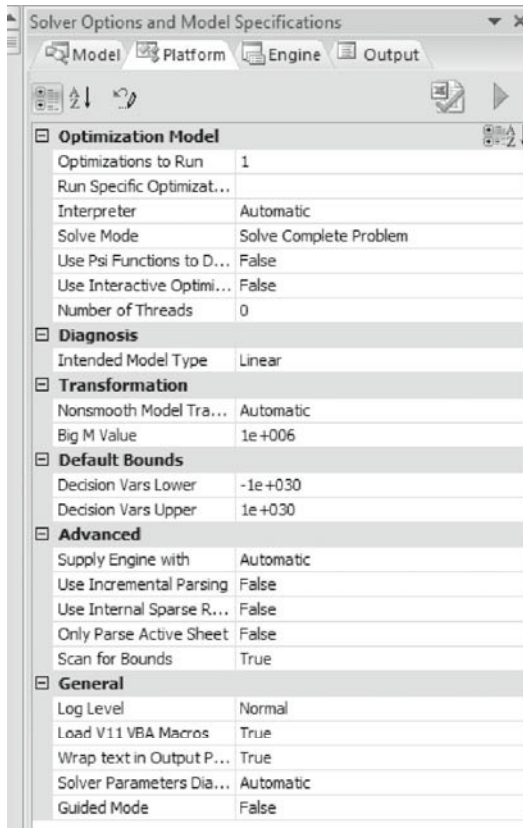 Solver Options and Model Specifications
Model Platform Engine Output
Optimization Model
Optimizations to Run 1
Run Specific Optimizat...
Interpreter Automatic
Solve Mode Solve Complete Problem
Use Psi Functions to D... False
Use Interactive Optimi... False
Number of Threads 0
Diagnosis
Intended Model Type Linear
Transformation
Nonsmooth Model Tra... Automatic
Big M Value 1e+006
Default Bounds
Decision Vars Lower -1e+030
Decision Vars Upper 1e+030
Advanced
Supply Engine with Automatic
Use Incremental Parsing False
Use Internal Sparse R... False
Only Parse Active Sheet False
Scan for Bounds True
General
Log Level Normal
Load V11 VBA Macros True
Wrap text in Output P... True
Solver Parameters Dia... Automatic
Guided Mode False